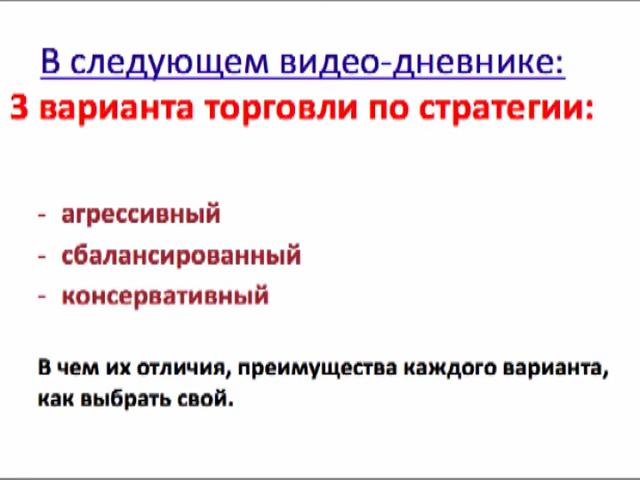 В следующем видео-дневнике:
3 варианта торговли по стратегии:
- агрессивный
- сбалансированный
- консервативный
В чем их отличия, преимущества каждого варианта,
как выбрать свой.